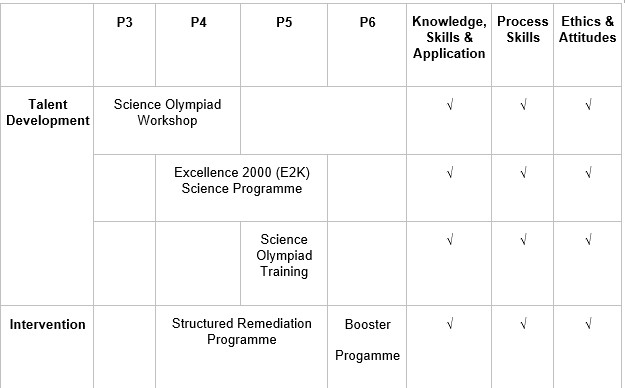 P3 P4 P5 P6 Knowledge, Skills & Application Process Skills Ethics & Attitudes
Talent Development
Science Olympiad Workshop √ √ √
Excellence 2000 (E2K) Science Programme √ √ √
Science Olympiad Training √ √ √
Intervention
Structured Remediation Programme
Booster Progamme √ √ √